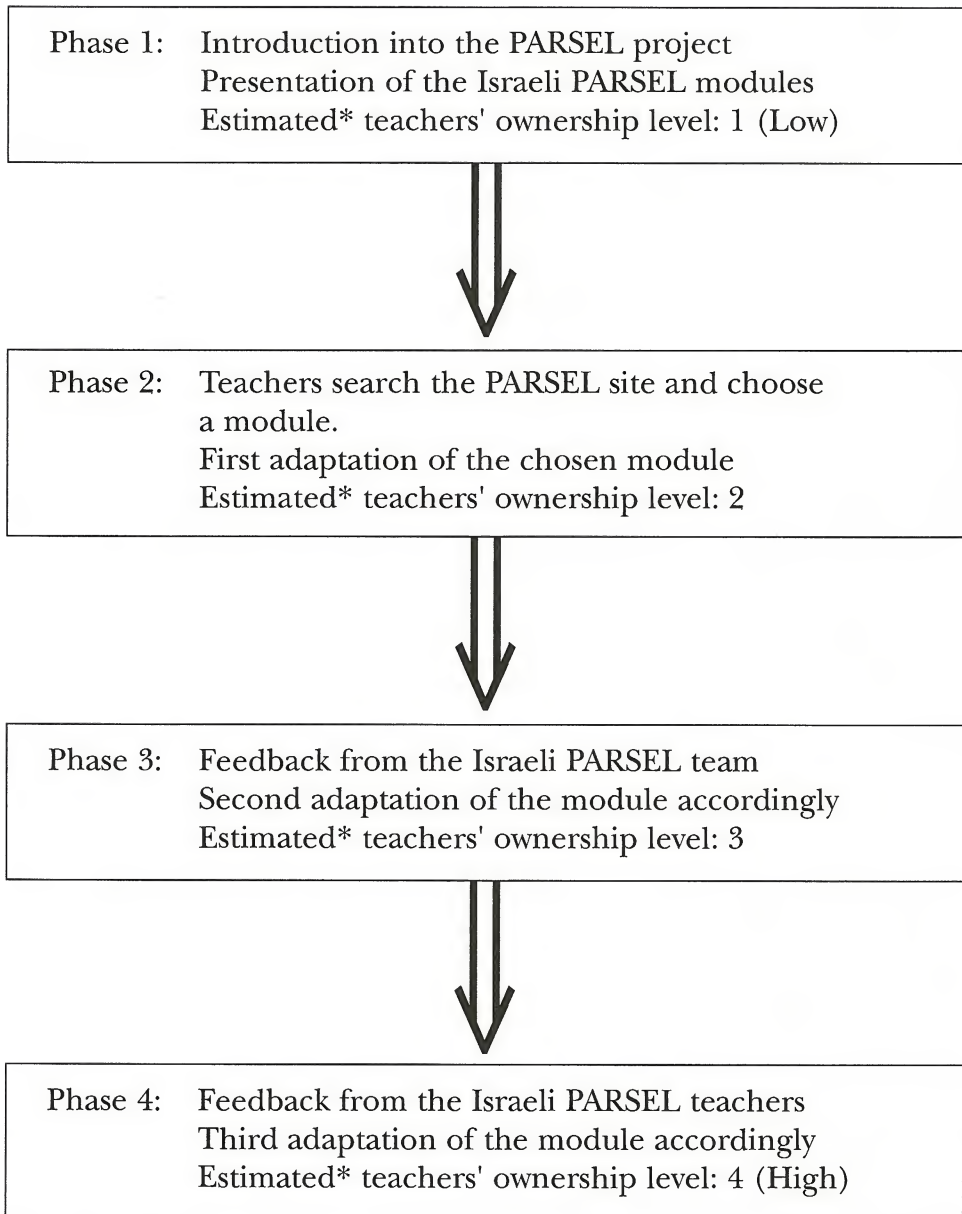 Phase 1: Introduction into the PARSEL project
Presentation of the Israeli PARSEL modules
Estimated* teachers' ownership level: 1 (Low)
Phase 2: Teachers search the PARSEL site and choose
a module.
First adaptation of the chosen module
Estimated* teachers' ownership level: 2
Phase 3: Feedback from the Israeli PARSEL team
Second adaptation of the module accordingly
Estimated* teachers' ownership level: 3
Phase 4: Feedback from the Israeli PARSEL teachers
Third adaptation of the module accordingly
Estimated* teachers' ownership level: 4 (High)